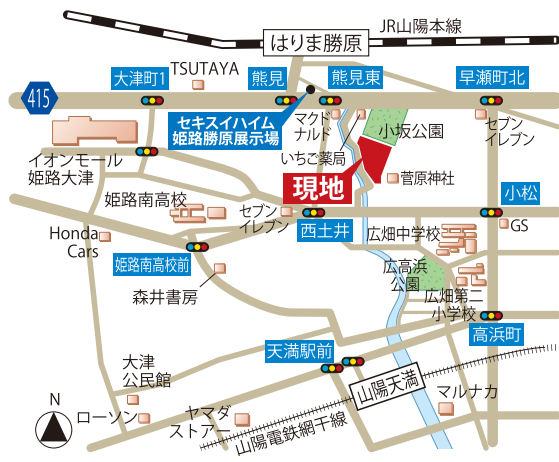 JR山陽本線
はりま勝原
TSUTAYA
大津町1
熊見
熊見東
早瀬町北
415
セキスイハイム
姫路勝原展示場
マクド
ナルド
小坂公園
セブン
イレブン
イオンモール
姫路大津
いちご薬局
現地
菅原神社
姫路南高校
セブン
イレブン
小松
西土井
GS
Honda
Cars
広畑中学校
姫路南高校前
広高浜
公園
森井書房
広畑第二
小学校
高浜町
天満駅前
大津
公民館
山陽天満
マルナカ
N
ローソン
ヤマダ
ストアー
山陽電鉄網干線